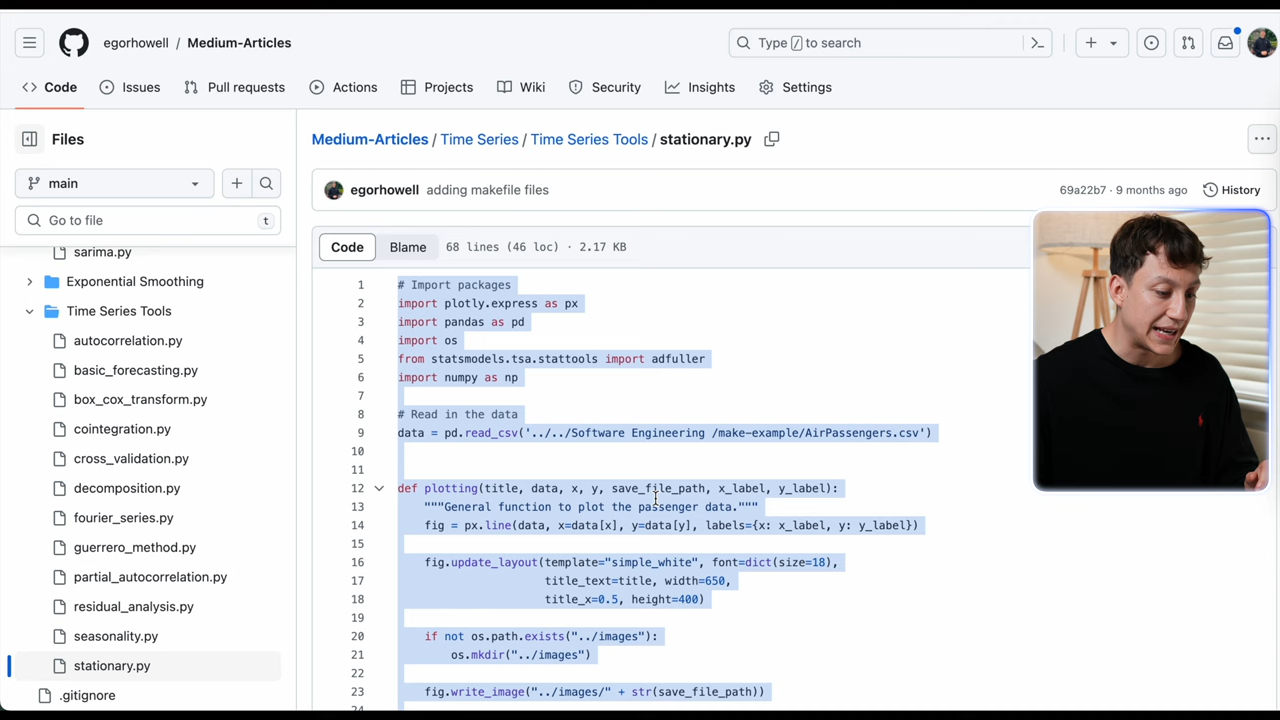 egorhowell / Medium-Articles
Type / to search
Code Issues Pull requests Actions Projects Wiki Security Insights Settings
Files
main
Go to file t
sarima.py
Exponential Smoothing
Time Series Tools
autocorrelation.py
basic_forecasting.py
box_cox_transform.py
cointegration.py
cross_validation.py
decomposition.py
fourier_series.py
guerrero_method.py
partial_autocorrelation.py
residual_analysis.py
seasonality.py
stationary.py
.gitignore
Medium-Articles / Time Series / Time Series Tools / stationary.py
egorhowell adding makefile files 69a22b7 · 9 months ago History
Code Blame 68 lines (46 loc) · 2.17 KB
1 # Import packages
2 import plotly.express as px
3 import pandas as pd
4 import os
5 from statsmodels.tsa.stattools import adfuller
6 import numpy as np
7
8 # Read in the data
9 data = pd.read_csv('../../Software Engineering /make-example/AirPassengers.csv')
10
11
12 def plotting(title, data, x, y, save_file_path, x_label, y_label):
13 """General function to plot the passenger data."""
14 fig = px.line(data, x=data[x], y=data[y], labels={x: x_label, y: y_label})
15
16 fig.update_layout(template="simple_white", font=dict(size=18),
17 title_text=title, width=650,
18 title_x=0.5, height=400)
19
20 if not os.path.exists("../images"):
21 os.mkdir("../images")
22
23 fig.write_image("../images/" + str(save_file_path))
24